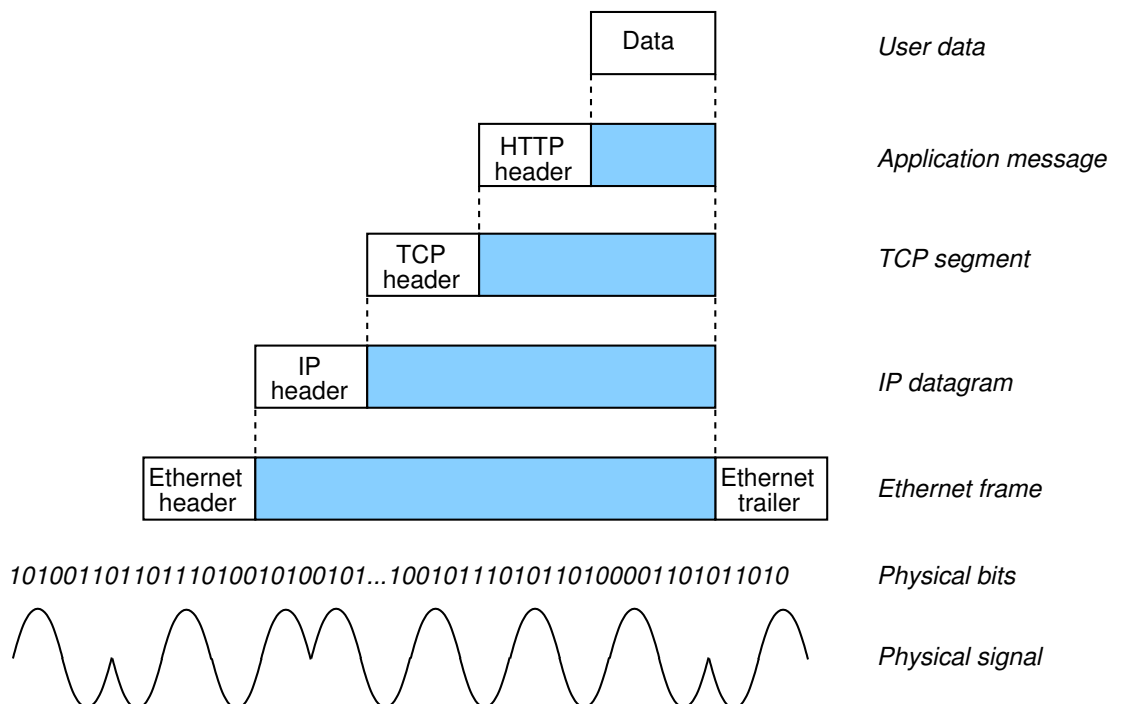 Data
User data
HTTP
header
Application message
TCP
header
TCP segment
IP
header
IP datagram
Ethernet
header
Ethernet
trailer
Ethernet frame
10100110110111010010100101...10010111010110100001101011010
Physical bits
Physical signal